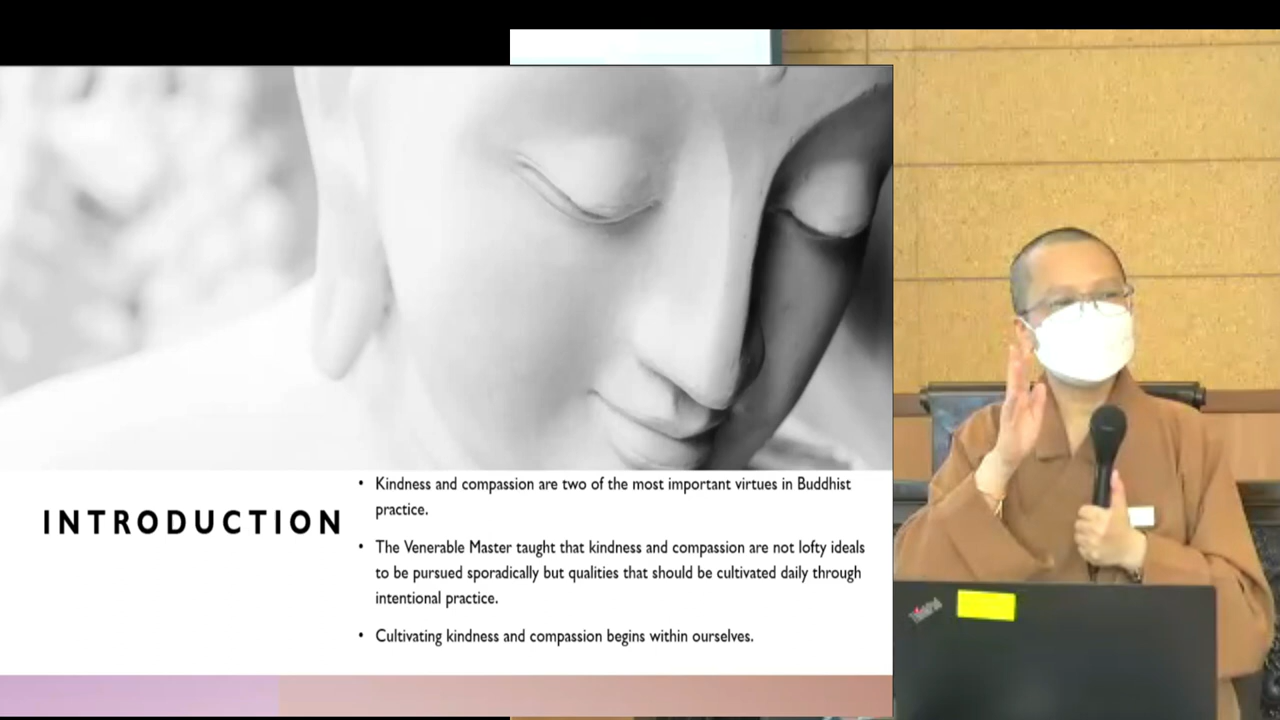 INTRODUCTION
• Kindness and compassion are two of the most important virtues in Buddhist
practice.
• The Venerable Master taught that kindness and compassion are not lofty ideals
to be pursued sporadically but qualities that should be cultivated daily through
intentional practice.
• Cultivating kindness and compassion begins within ourselves.
ThinkPad